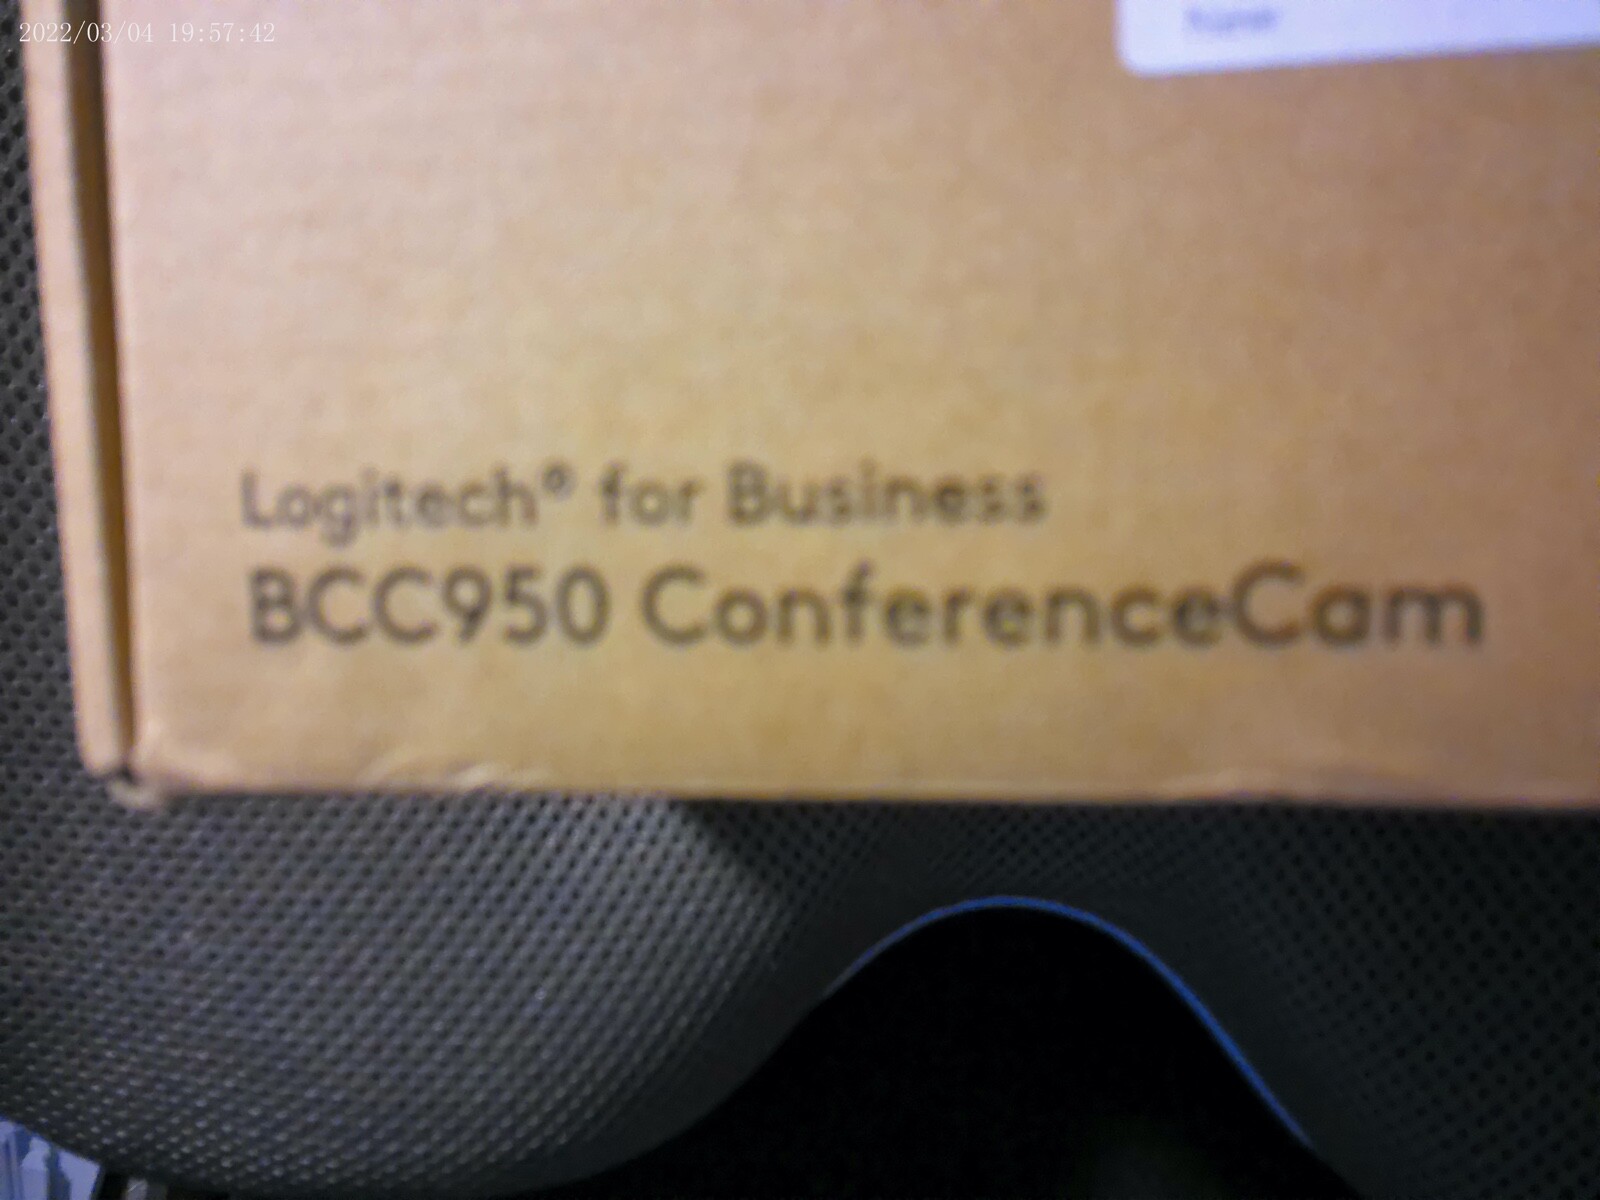 2022/03/04 19:57:42
Logitech® for Business
BCC950 ConferenceCam